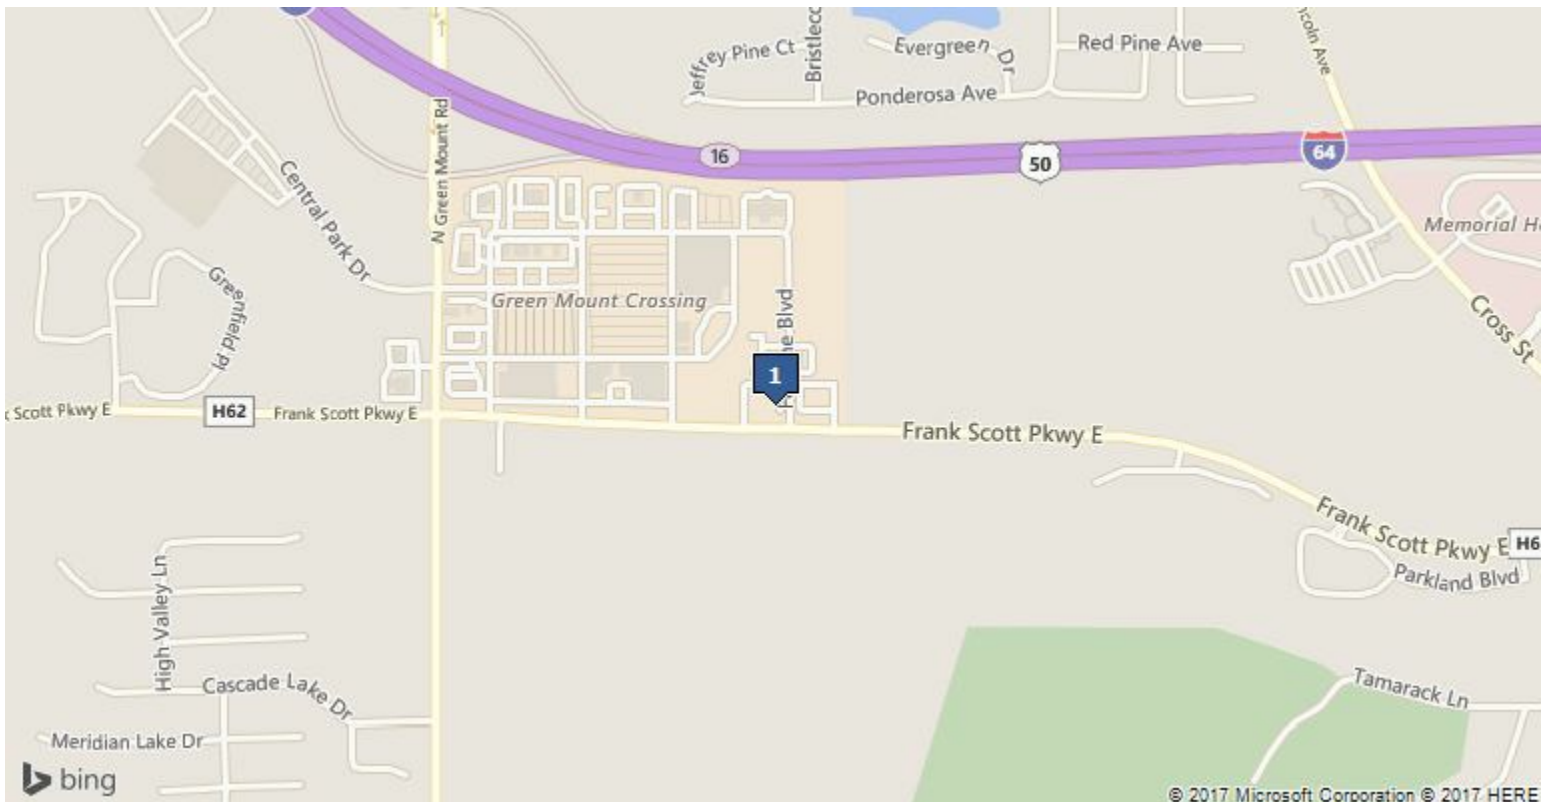 Jeffrey Pine Ct
Evergreen Dr
Red Pine Ave
Ponderosa Ave
N Green Mount Rd
16
50
64
Central Park Dr
Greenfield Pl
Green Mount Crossing
Blvd
1
Cross St
Scott Pkwy E
H62
Frank Scott Pkwy E
Frank Scott Pkwy E
Frank Scott Pkwy E
Parkland Blvd
High Valley Ln
Cascade Lake Dr
Meridian Lake Dr
Tamarack Ln
bing
© 2017 Microsoft Corporation © 2017 HERE